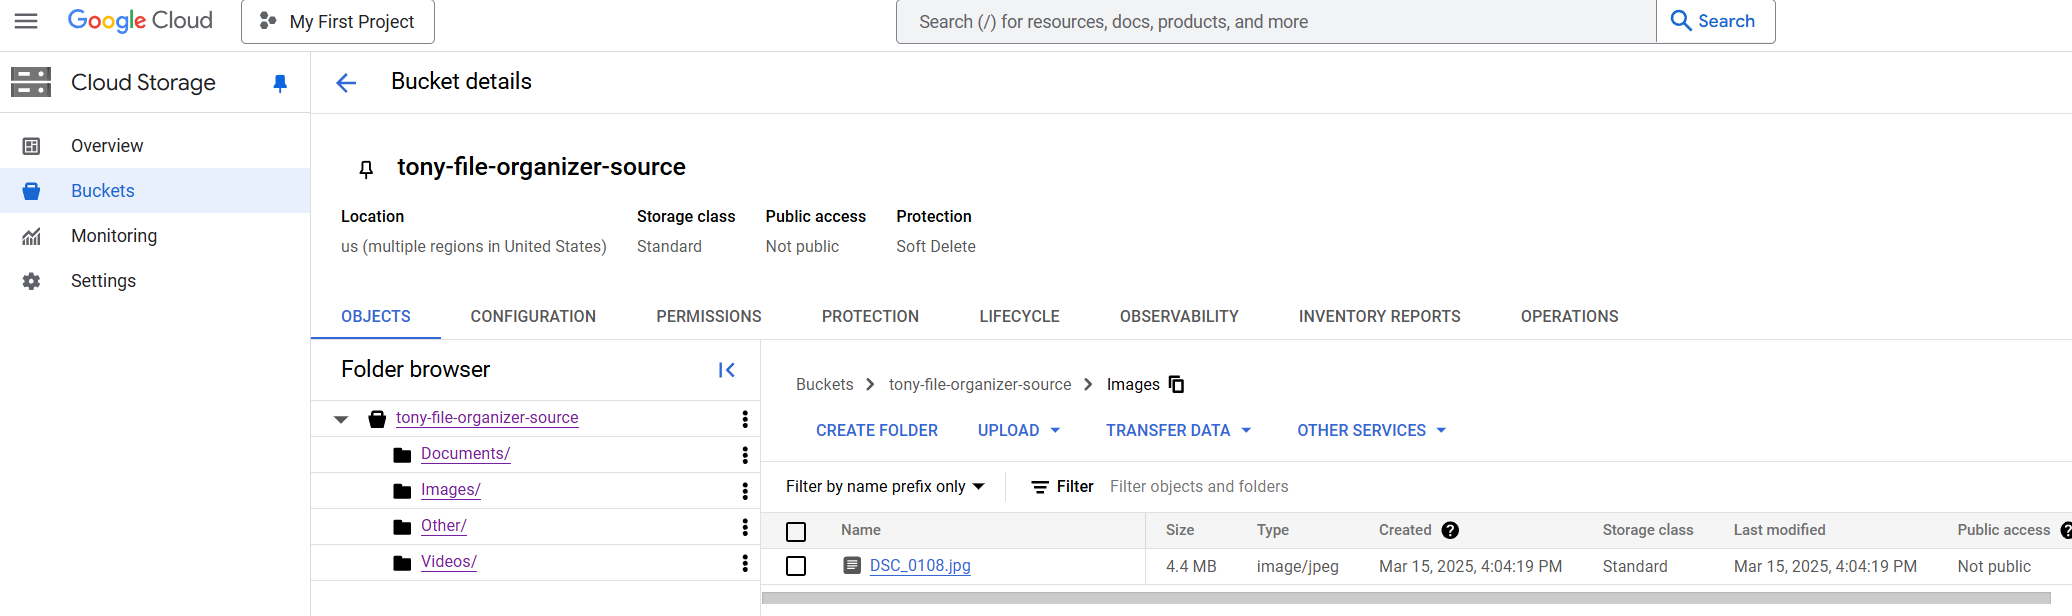 Google Cloud
My First Project
Search (/) for resources, docs, products, and more
Search
Cloud Storage
Bucket details
Overview
Buckets
Monitoring
Settings
tony-file-organizer-source
Location Storage class Public access Protection
us (multiple regions in United States) Standard Not public Soft Delete
OBJECTS CONFIGURATION PERMISSIONS PROTECTION LIFECYCLE OBSERVABILITY INVENTORY REPORTS OPERATIONS
Folder browser
tony-file-organizer-source
Documents/
Images/
Other/
Videos/
Buckets > tony-file-organizer-source > Images
CREATE FOLDER UPLOAD TRANSFER DATA OTHER SERVICES
Filter by name prefix only Filter Filter objects and folders
Name Size Type Created ? Storage class Last modified Public access ?
DSC_0108.jpg 4.4 MB image/jpeg Mar 15, 2025, 4:04:19 PM Standard Mar 15, 2025, 4:04:19 PM Not public